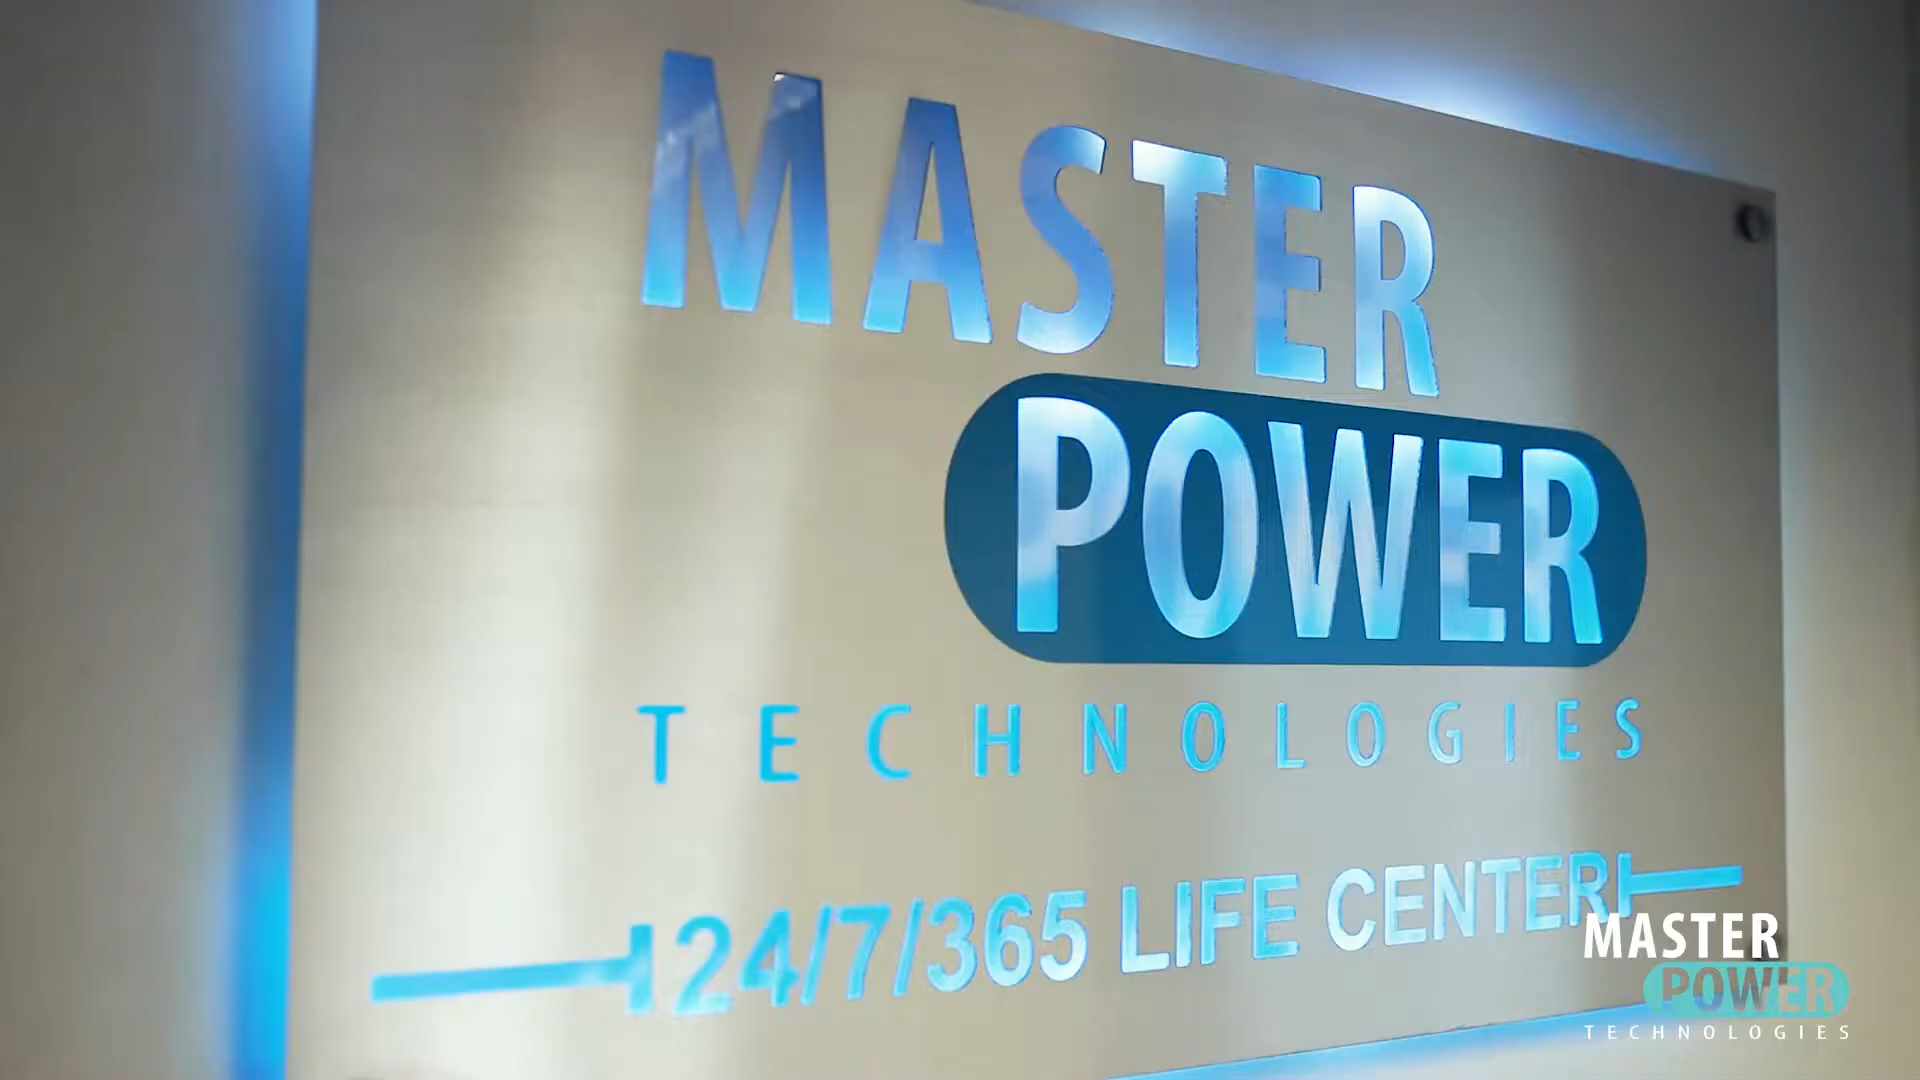 MASTER
POWER
TECHNOLOGIES
24/7/365 LIFE CENTER
MASTER
POWER
TECHNOLOGIES